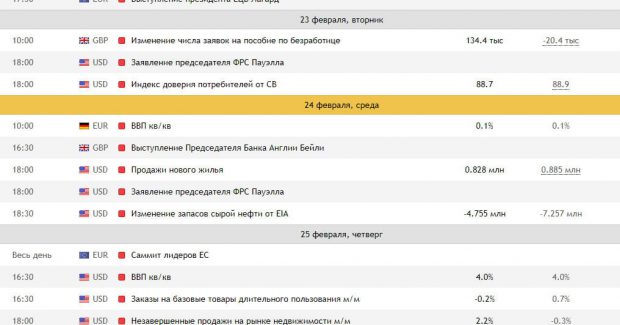 17:30 EUR Выступление президента ЕЦБ Лагард
23 февраля, вторник
10:00 GBP Изменение числа заявок на пособие по безработице 134.4 тыс -20.4 тыс
18:00 USD Заявление председателя ФРС Пауэлла
18:00 USD Индекс доверия потребителей от CB 88.7 88.9
24 февраля, среда
10:00 EUR ВВП кв/кв 0.1% 0.1%
16:30 GBP Выступление Председателя Банка Англии Бейли
18:00 USD Продажи нового жилья 0.828 млн 0.885 млн
18:00 USD Заявление председателя ФРС Пауэлла
18:30 USD Изменение запасов сырой нефти от EIA -4.755 млн -7.257 млн
25 февраля, четверг
Весь день EUR Саммит лидеров ЕС
16:30 USD ВВП кв/кв 4.0% 4.0%
16:30 USD Заказы на базовые товары длительного пользования м/м -0.2% 0.7%
18:00 USD Незавершенные продажи на рынке недвижимости м/м 2.2% -0.3%